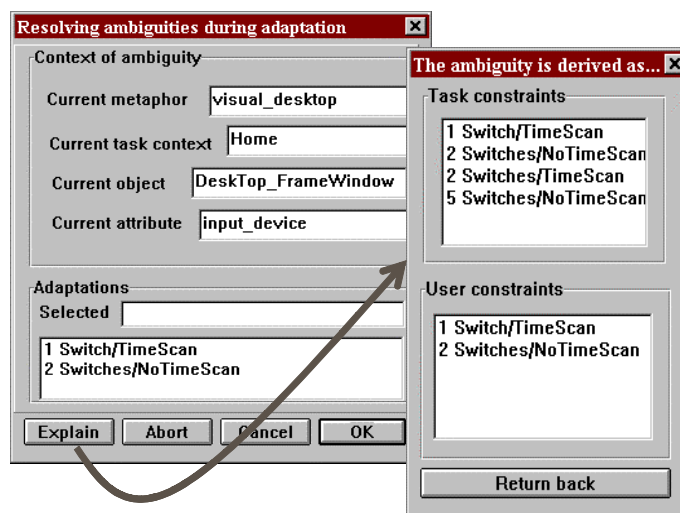 Resolving ambiguities during adaptation
Context of ambiguity
Current metaphor visual_desktop
Current task context Home
Current object DeskTop_FrameWindow
Current attribute input_device
Adaptations
Selected
1 Switch/TimeScan
2 Switches/NoTimeScan
Explain Abort Cancel OK
The ambiguity is derived as...
Task constraints
1 Switch/TimeScan
2 Switches/NoTimeScan
2 Switches/TimeScan
5 Switches/NoTimeScan
User constraints
1 Switch/TimeScan
2 Switches/NoTimeScan
Return back